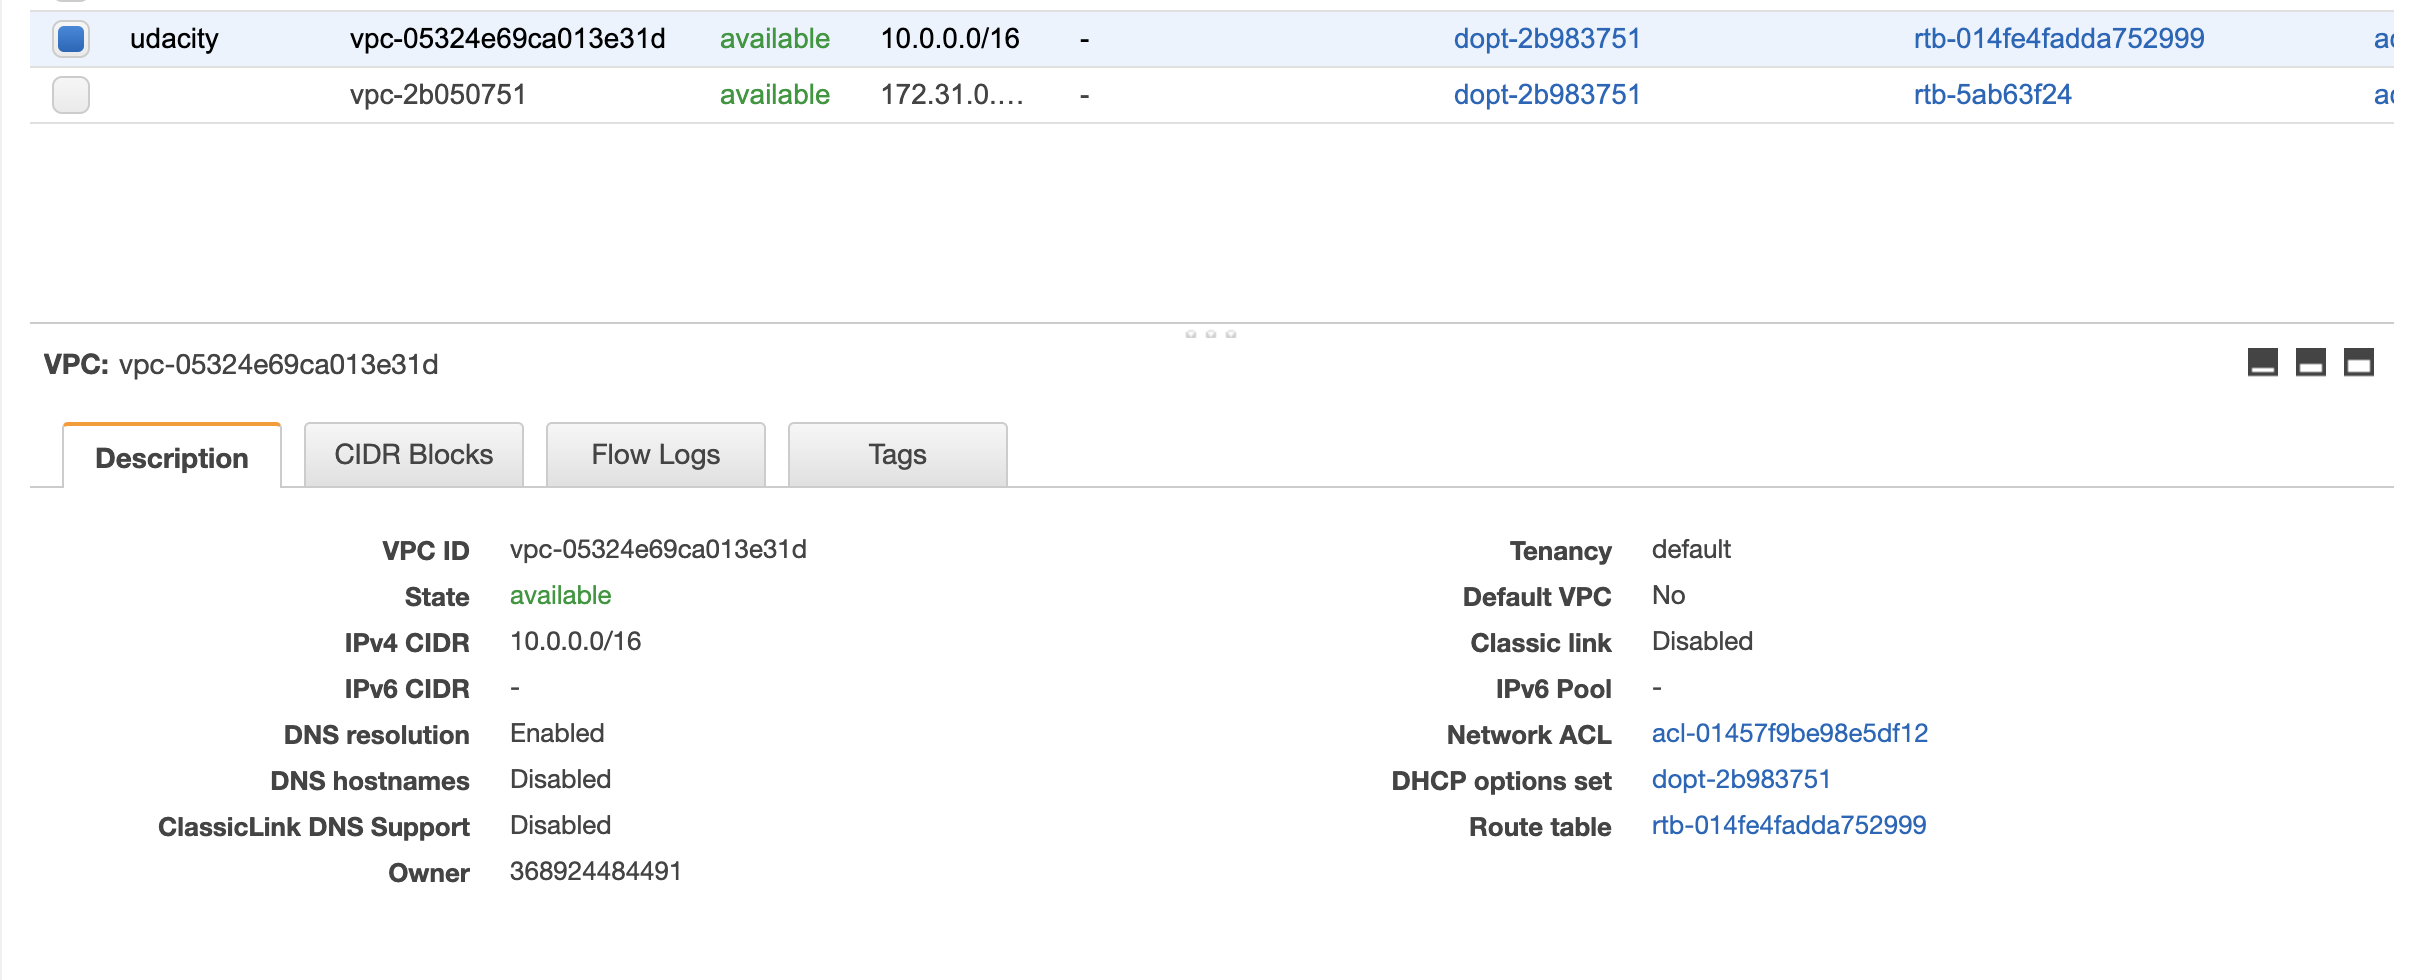 udacity vpc-05324e69ca013e31d available 10.0.0.0/16 - dopt-2b983751 rtb-014fe4fadda752999
vpc-2b050751 available 172.31.0.… - dopt-2b983751 rtb-5ab63f24
VPC: vpc-05324e69ca013e31d
Description CIDR Blocks Flow Logs Tags
VPC ID vpc-05324e69ca013e31d Tenancy default
State available Default VPC No
IPv4 CIDR 10.0.0.0/16 Classic link Disabled
IPv6 CIDR - IPv6 Pool -
DNS resolution Enabled Network ACL acl-01457f9be98e5df12
DNS hostnames Disabled DHCP options set dopt-2b983751
ClassicLink DNS Support Disabled Route table rtb-014fe4fadda752999
Owner 368924484491